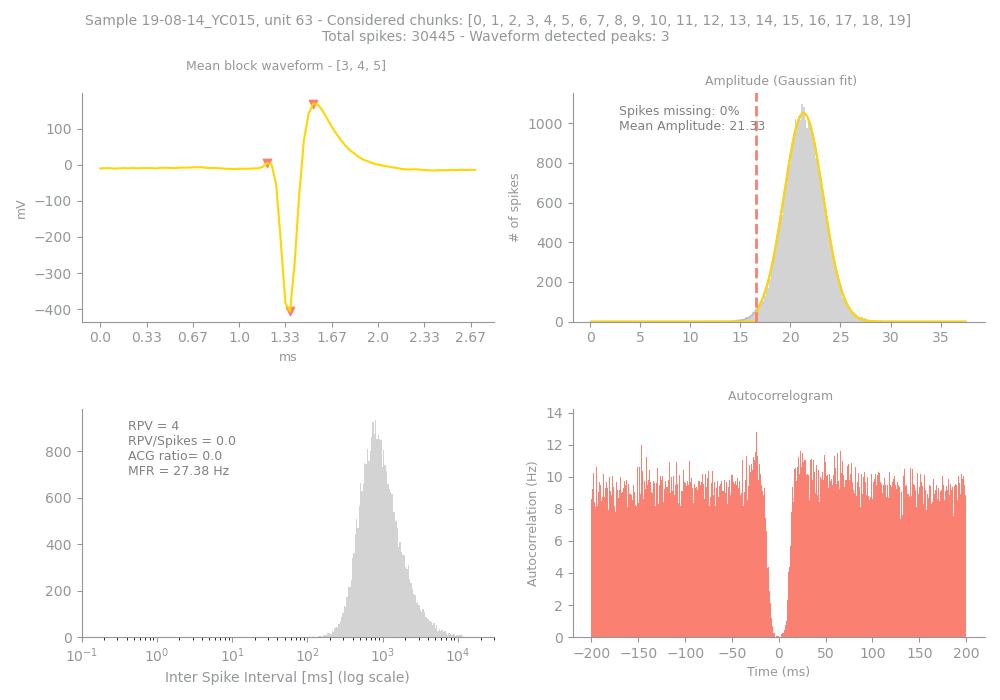 Sample 19-08-14_YC015, unit 63 - Considered chunks: [0, 1, 2, 3, 4, 5, 6, 7, 8, 9, 10, 11, 12, 13, 14, 15, 16, 17, 18, 19]
Total spikes: 30445 - Waveform detected peaks: 3
Mean block waveform - [3, 4, 5]
100
0
−100
−200
−300
−400
mV
0.0 0.33 0.67 1.0 1.33 1.67 2.0 2.33 2.67
ms
Amplitude (Gaussian fit)
Spikes missing: 0%
Mean Amplitude: 21.33
1000
800
600
400
200
0
# of spikes
0 5 10 15 20 25 30 35
RPV = 4
RPV/Spikes = 0.0
ACG ratio= 0.0
MFR = 27.38 Hz
800
600
400
200
0
10⁻¹ 10⁰ 10¹ 10² 10³ 10⁴
Inter Spike Interval [ms] (log scale)
Autocorrelogram
14
12
10
8
6
4
2
0
Autocorrelation (Hz)
−200 −150 −100 −50 0 50 100 150 200
Time (ms)